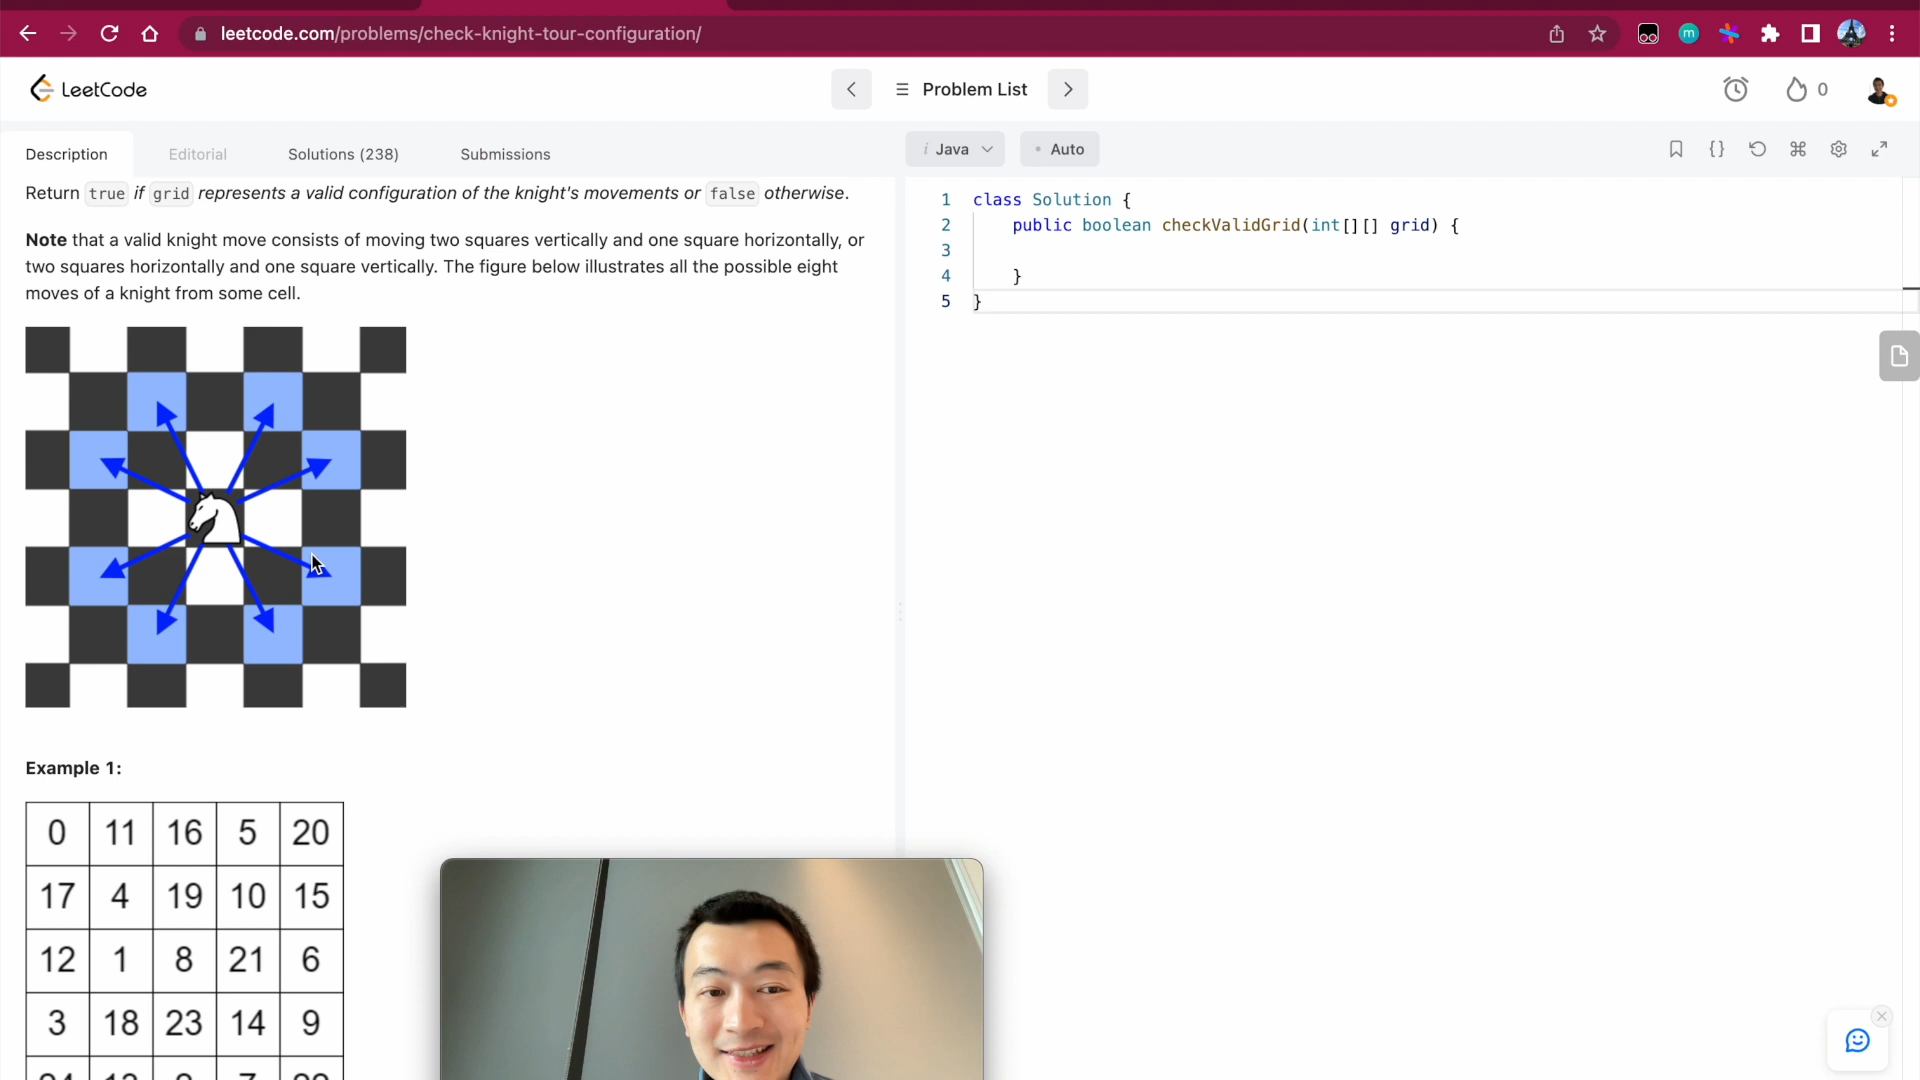 leetcode.com/problems/check-knight-tour-configuration/
LeetCode
Problem List
0
Description
Editorial
Solutions (238)
Submissions
i Java
• Auto
Return true if grid represents a valid configuration of the knight's movements or false otherwise.
Note that a valid knight move consists of moving two squares vertically and one square horizontally, or
two squares horizontally and one square vertically. The figure below illustrates all the possible eight
moves of a knight from some cell.
Example 1:
0 11 16 5 20
17 4 19 10 15
12 1 8 21 6
3 18 23 14 9
1 class Solution {
2 public boolean checkValidGrid(int[][] grid) {
3
4 }
5 }
m